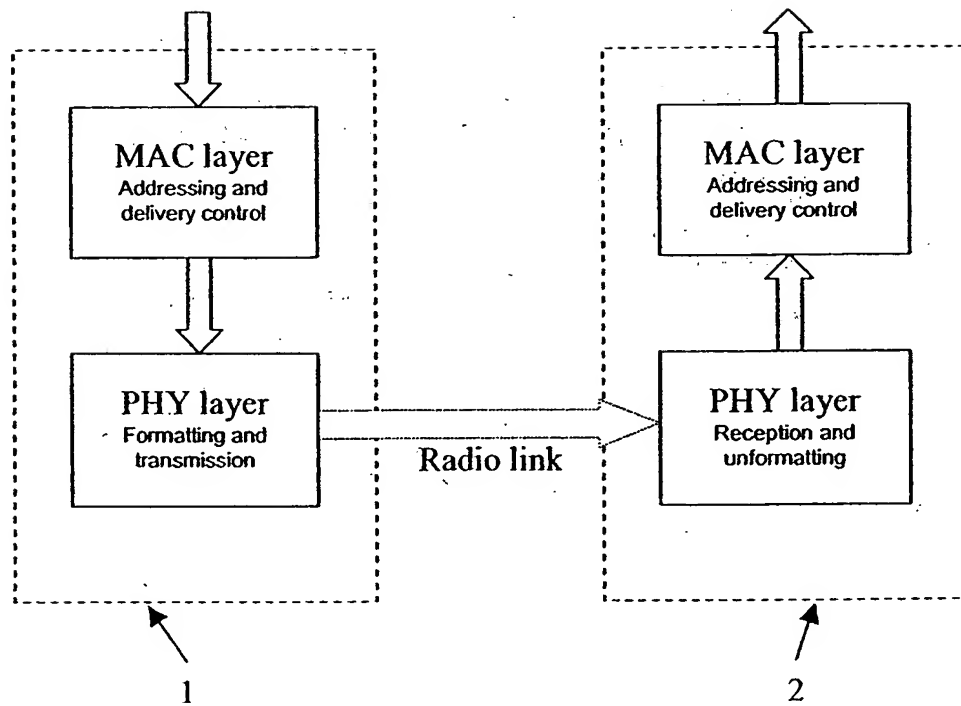 MAC layer
Addressing and
delivery control
MAC layer
Addressing and
delivery control
PHY layer
Formatting and
transmission
Radio link
PHY layer
Reception and
unformatting
1
2